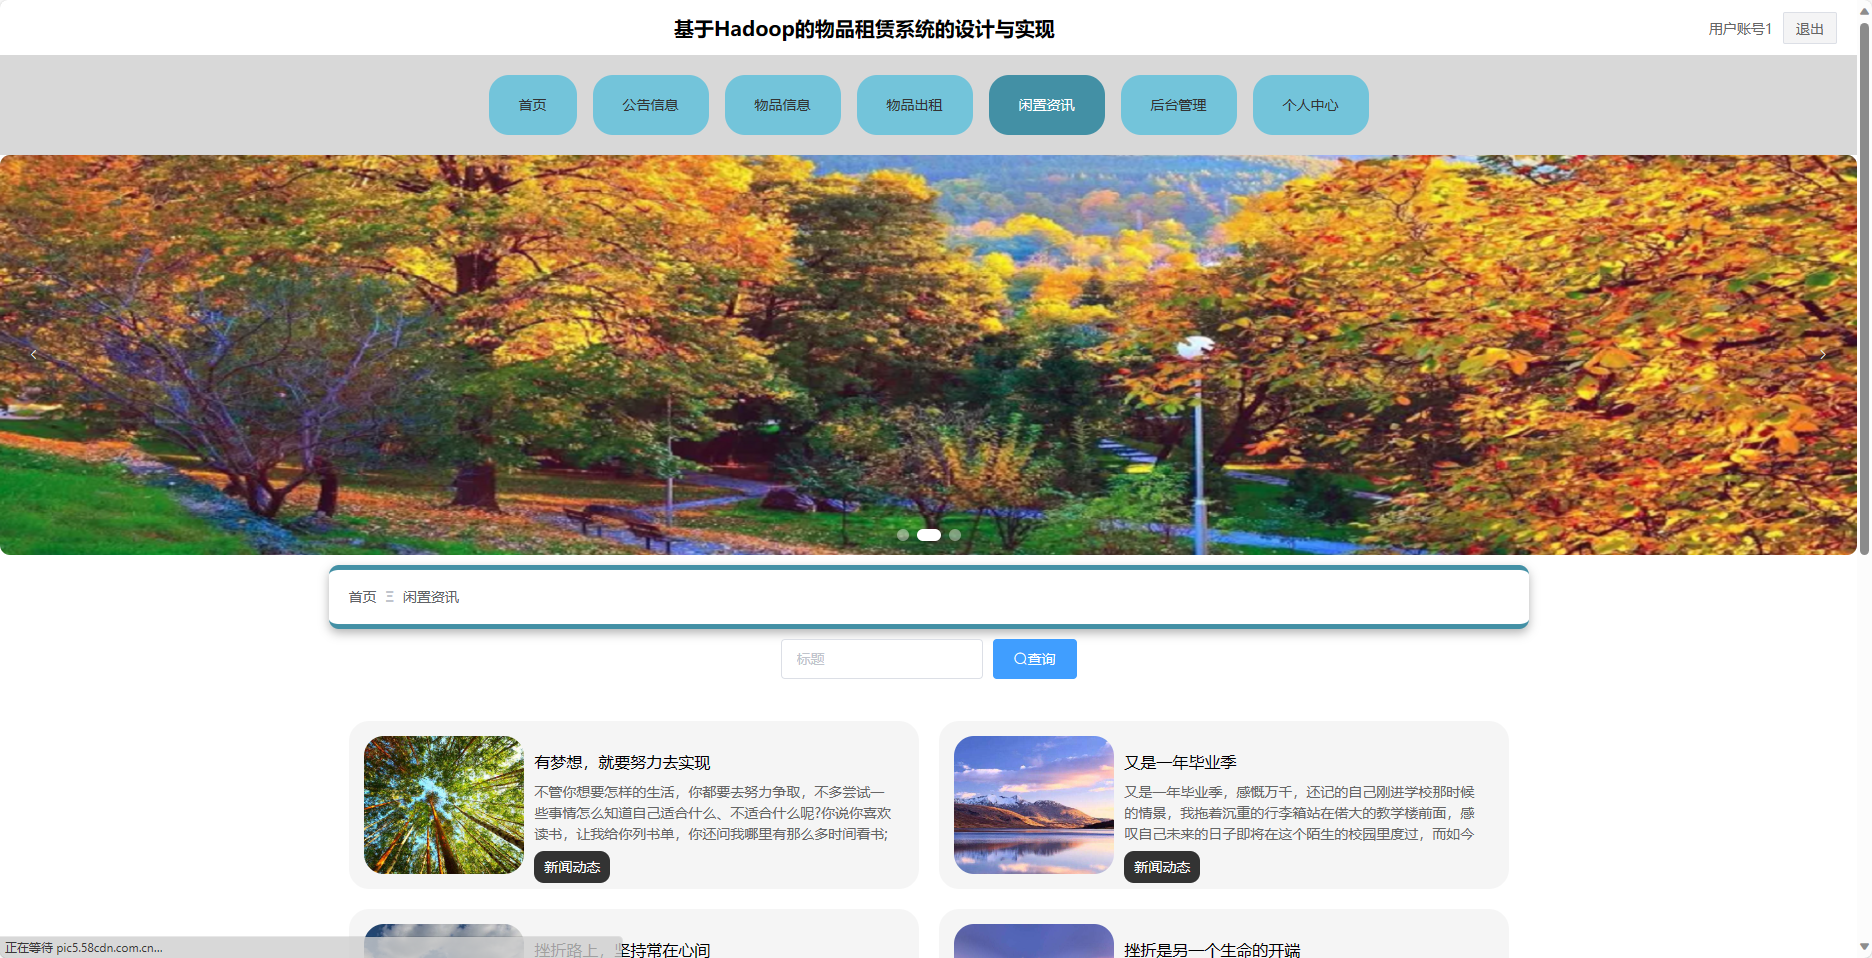 基于Hadoop的物品租赁系统的设计与实现
用户账号1
退出
首页
公告信息
物品信息
物品出租
闲置资讯
后台管理
个人中心
首页
闲置资讯
标题
查询
有梦想，就要努力去实现
不管你想要怎样的生活，你都要去努力争取，不多尝试一
些事情怎么知道自己适合什么、不适合什么呢?你说你喜欢
读书，让我给你列书单，你还问我哪里有那么多时间看书;
新闻动态
又是一年毕业季
又是一年毕业季，感慨万千，还记的自己刚进学校那时候
的情景，我拖着沉重的行李箱站在偌大的教学楼前面，感
叹自己未来的日子即将在这个陌生的校园里度过，而如今
新闻动态
挫折路上，坚持常在心间
挫折是另一个生命的开端
正在等待 pic5.58cdn.com.cn...